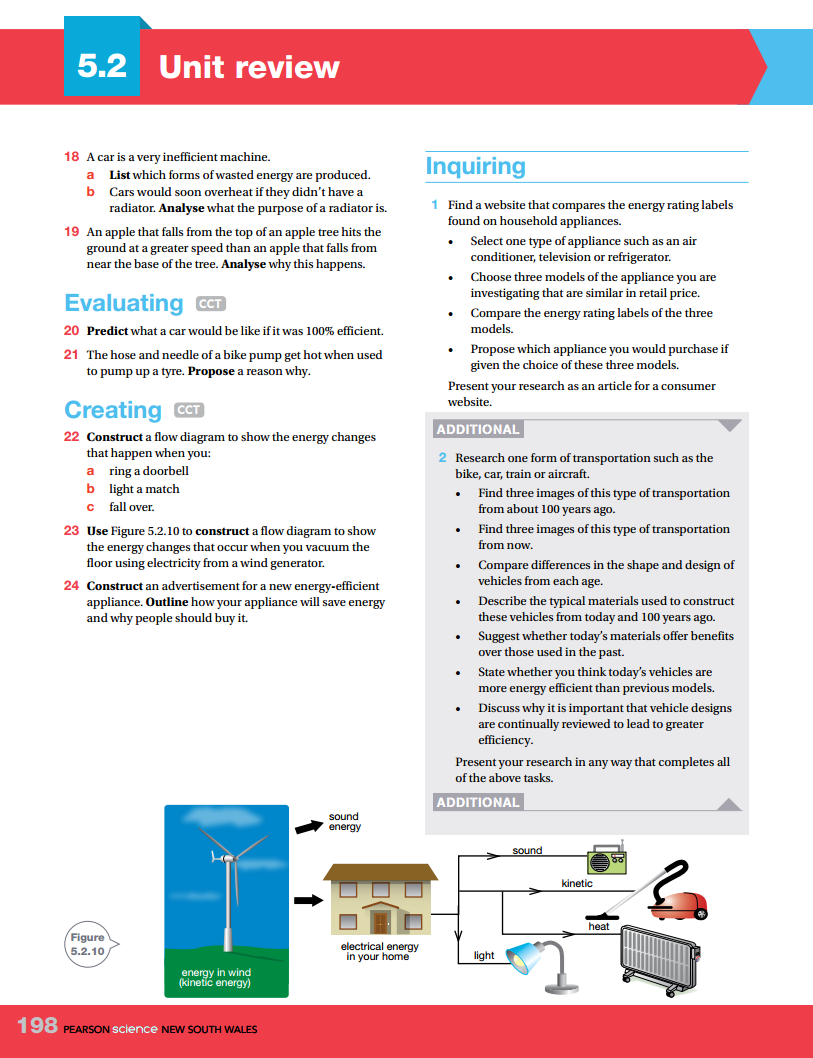 5.2 Unit review
18 A car is a very inefficient machine.
a List which forms of wasted energy are produced.
b Cars would soon overheat if they didn’t have a
radiator. Analyse what the purpose of a radiator is.
19 An apple that falls from the top of an apple tree hits the
ground at a greater speed than an apple that falls from
near the base of the tree. Analyse why this happens.
Evaluating CCT
20 Predict what a car would be like if it was 100% efficient.
21 The hose and needle of a bike pump get hot when used
to pump up a tyre. Propose a reason why.
Creating CCT
22 Construct a flow diagram to show the energy changes
that happen when you:
a ring a doorbell
b light a match
c fall over.
23 Use Figure 5.2.10 to construct a flow diagram to show
the energy changes that occur when you vacuum the
floor using electricity from a wind generator.
24 Construct an advertisement for a new energy-efficient
appliance. Outline how your appliance will save energy
and why people should buy it.
Inquiring
1 Find a website that compares the energy rating labels
found on household appliances.
• Select one type of appliance such as an air
conditioner, television or refrigerator.
• Choose three models of the appliance you are
investigating that are similar in retail price.
• Compare the energy rating labels of the three
models.
• Propose which appliance you would purchase if
given the choice of these three models.
Present your research as an article for a consumer
website.
ADDITIONAL
2 Research one form of transportation such as the
bike, car, train or aircraft.
• Find three images of this type of transportation
from about 100 years ago.
• Find three images of this type of transportation
from now.
• Compare differences in the shape and design of
vehicles from each age.
• Describe the typical materials used to construct
these vehicles from today and 100 years ago.
• Suggest whether today’s materials offer benefits
over those used in the past.
• State whether you think today’s vehicles are
more energy efficient than previous models.
• Discuss why it is important that vehicle designs
are continually reviewed to lead to greater
efficiency.
Present your research in any way that completes all
of the above tasks.
ADDITIONAL
Figure
5.2.10
energy in wind
(kinetic energy)
sound
energy
electrical energy
in your home
sound
kinetic
heat
light
198 PEARSON science NEW SOUTH WALES